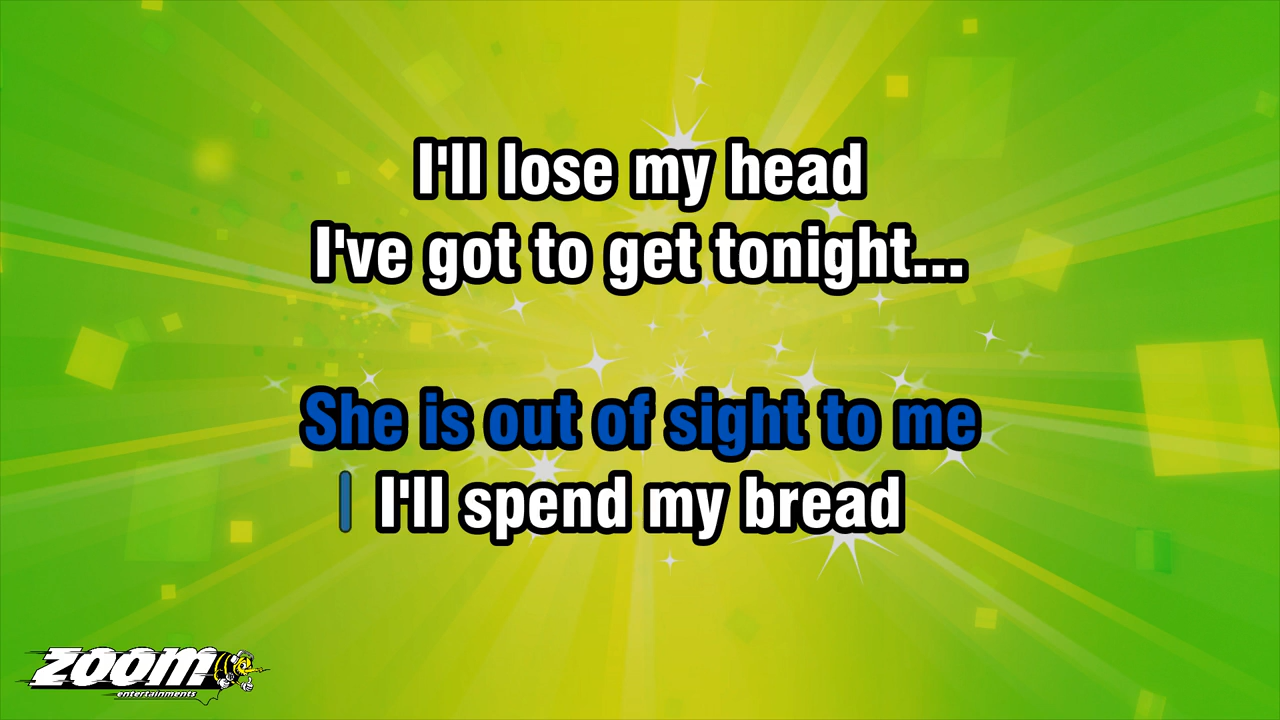 I'll lose my head
I've got to get tonight...
She is out of sight to me
I'll spend my bread
zoom
entertainments